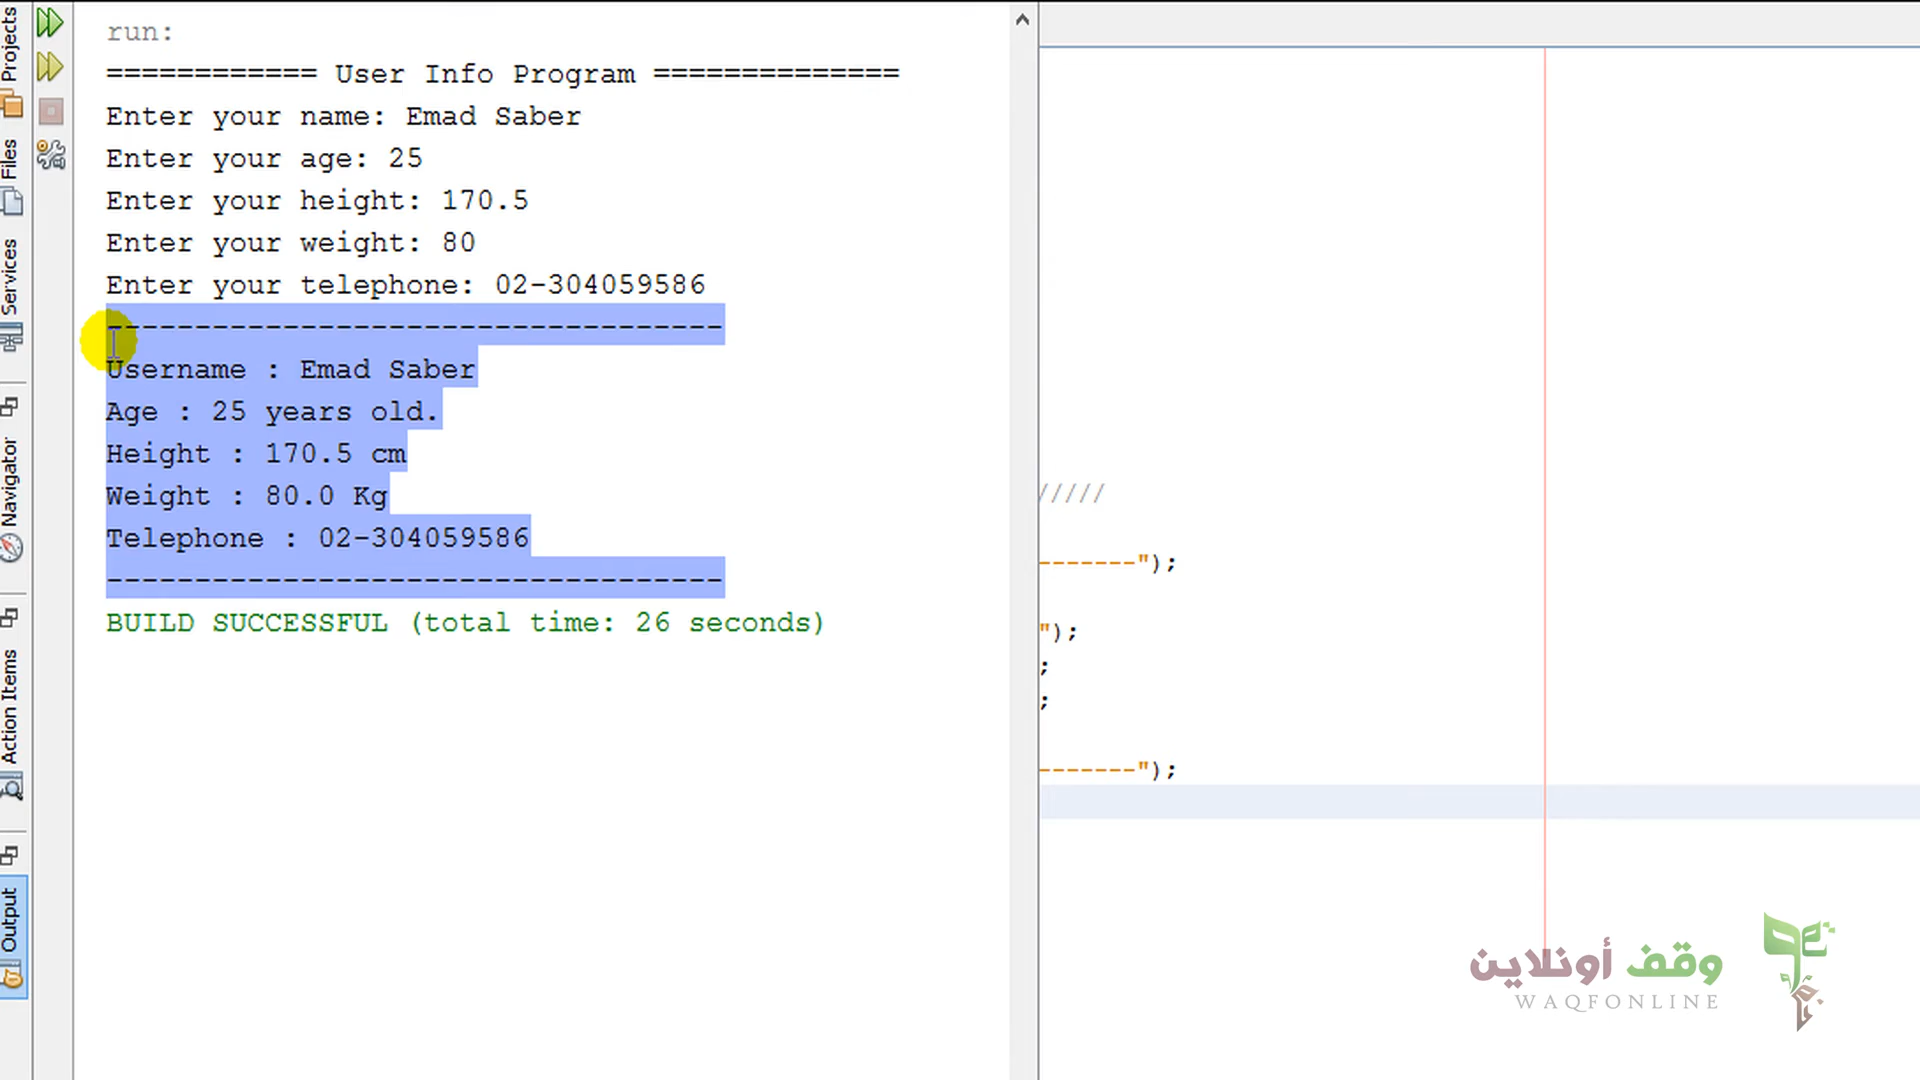 run:
============ User Info Program ==============
Enter your name: Emad Saber
Enter your age: 25
Enter your height: 170.5
Enter your weight: 80
Enter your telephone: 02-304059586
-----------------------------------
Username : Emad Saber
Age : 25 years old.
Height : 170.5 cm
Weight : 80.0 Kg
Telephone : 02-304059586
-----------------------------------
BUILD SUCCESSFUL (total time: 26 seconds)
Projects
Files
Services
Navigator
Action Items
Output
/////
-------");
");
;
;
-------");
وقف أونلاين
WAQFONLINE